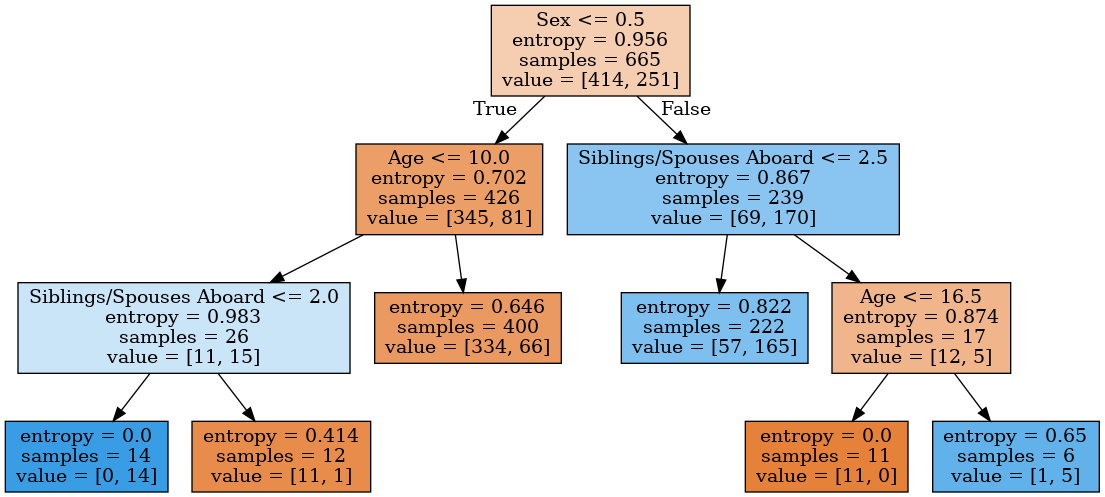 Sex <= 0.5
entropy = 0.956
samples = 665
value = [414, 251]
True
False
Age <= 10.0
entropy = 0.702
samples = 426
value = [345, 81]
Siblings/Spouses Aboard <= 2.5
entropy = 0.867
samples = 239
value = [69, 170]
Siblings/Spouses Aboard <= 2.0
entropy = 0.983
samples = 26
value = [11, 15]
entropy = 0.646
samples = 400
value = [334, 66]
entropy = 0.822
samples = 222
value = [57, 165]
Age <= 16.5
entropy = 0.874
samples = 17
value = [12, 5]
entropy = 0.0
samples = 14
value = [0, 14]
entropy = 0.414
samples = 12
value = [11, 1]
entropy = 0.0
samples = 11
value = [11, 0]
entropy = 0.65
samples = 6
value = [1, 5]